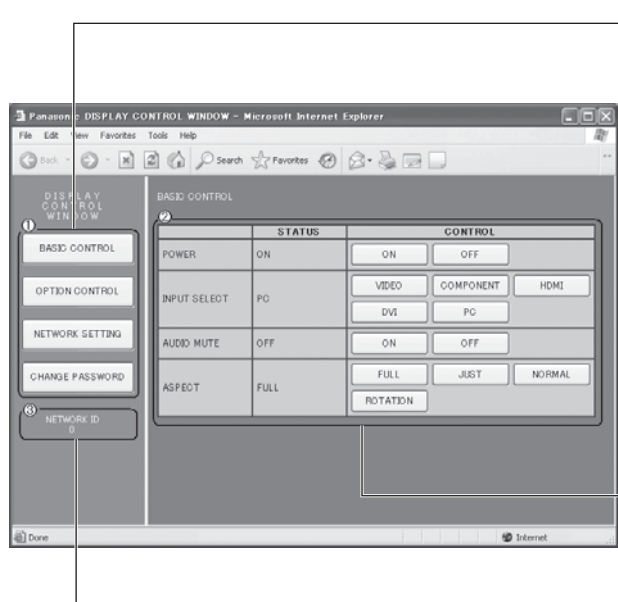 Panasonic DISPLAY CONTROL WINDOW - Microsoft Internet Explorer
File Edit View Favorites Tools Help
Back Search Favorites
DISPLAY
CONTROL
WINDOW
①
BASIC CONTROL
OPTION CONTROL
NETWORK SETTING
CHANGE PASSWORD
③
NETWORK ID
0
BASIC CONTROL
②
STATUS CONTROL
POWER ON ON OFF
INPUT SELECT PC VIDEO COMPONENT HDMI
DVI PC
AUDIO MUTE OFF ON OFF
ASPECT FULL FULL JUST NORMAL
ROTATION
Done Internet